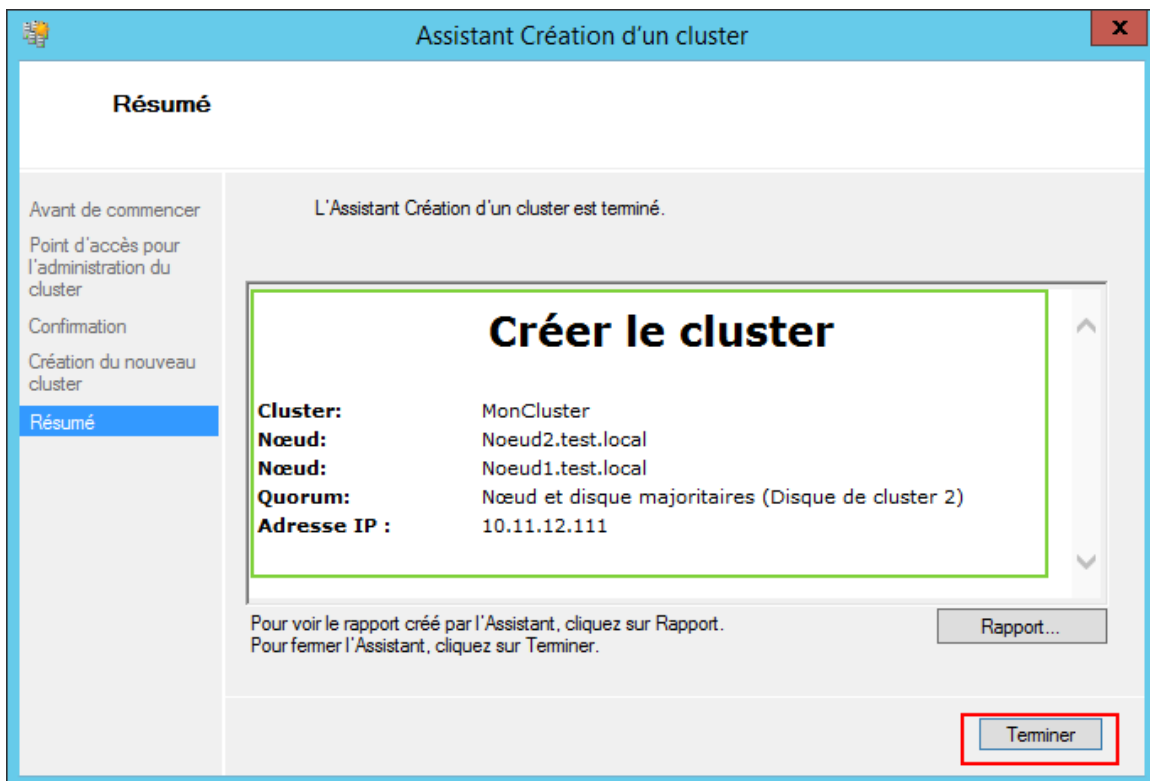 Assistant Création d'un cluster
x
Résumé
Avant de commencer
Point d'accès pour
l'administration du
cluster
Confirmation
Création du nouveau
cluster
Résumé
L'Assistant Création d'un cluster est terminé.
Créer le cluster
Cluster: MonCluster
Nœud: Noeud2.test.local
Nœud: Noeud1.test.local
Quorum: Nœud et disque majoritaires (Disque de cluster 2)
Adresse IP : 10.11.12.111
Pour voir le rapport créé par l'Assistant, cliquez sur Rapport.
Pour fermer l'Assistant, cliquez sur Terminer.
Rapport...
Terminer